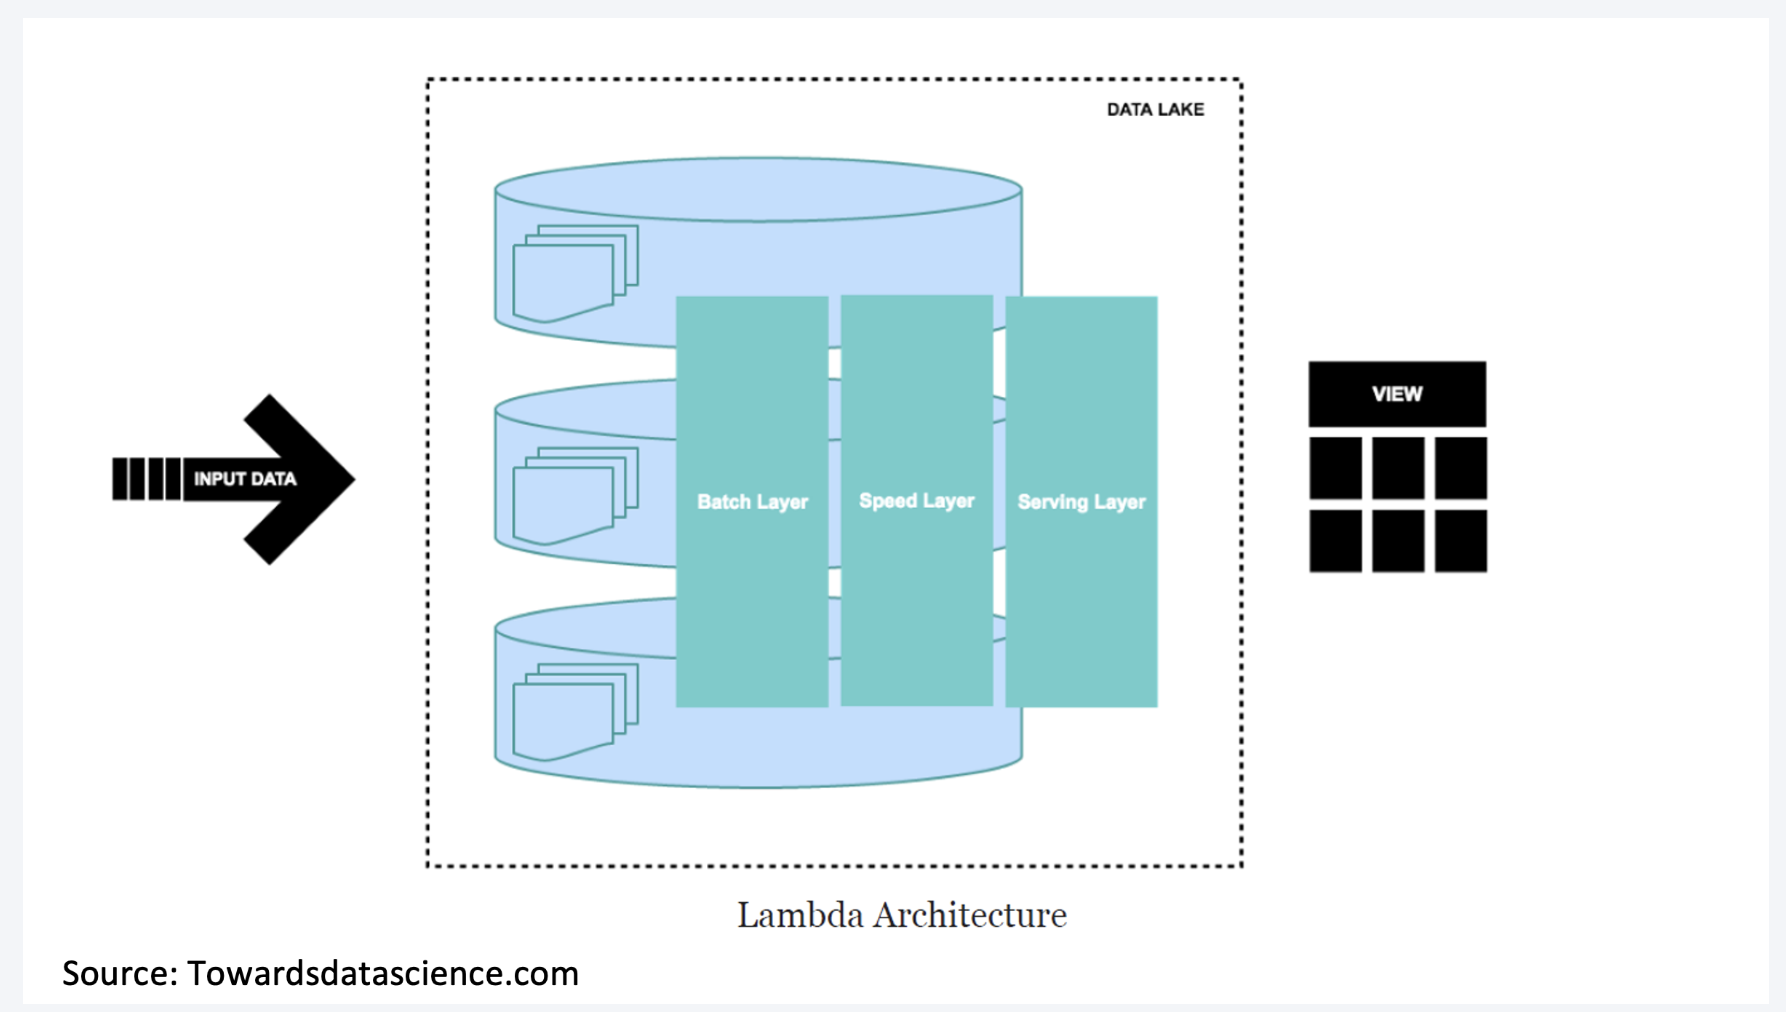 DATA LAKE
INPUT DATA
Batch Layer
Speed Layer
Serving Layer
VIEW
Lambda Architecture
Source: Towardsdatascience.com